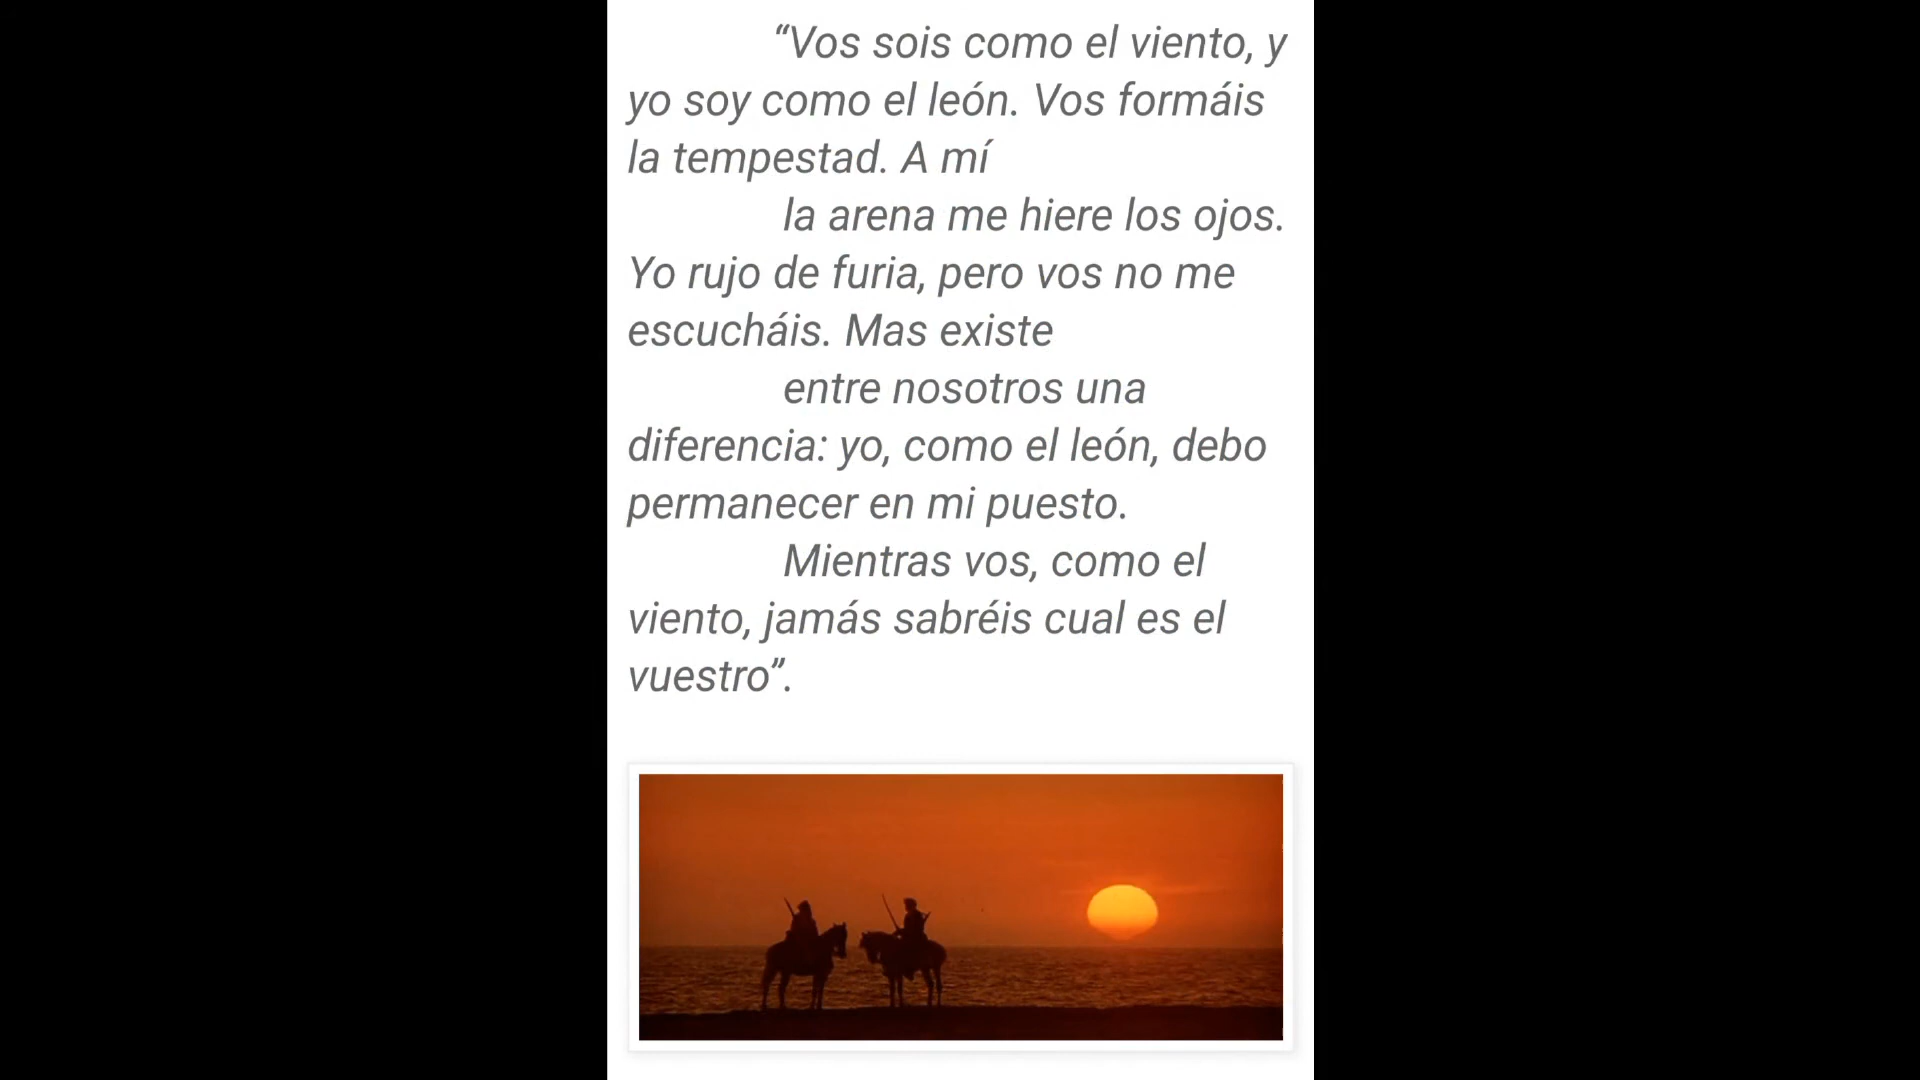 “Vos sois como el viento, y
yo soy como el león. Vos formáis
la tempestad. A mí
la arena me hiere los ojos.
Yo rujo de furia, pero vos no me
escucháis. Mas existe
entre nosotros una
diferencia: yo, como el león, debo
permanecer en mi puesto.
Mientras vos, como el
viento, jamás sabréis cual es el
vuestro”.